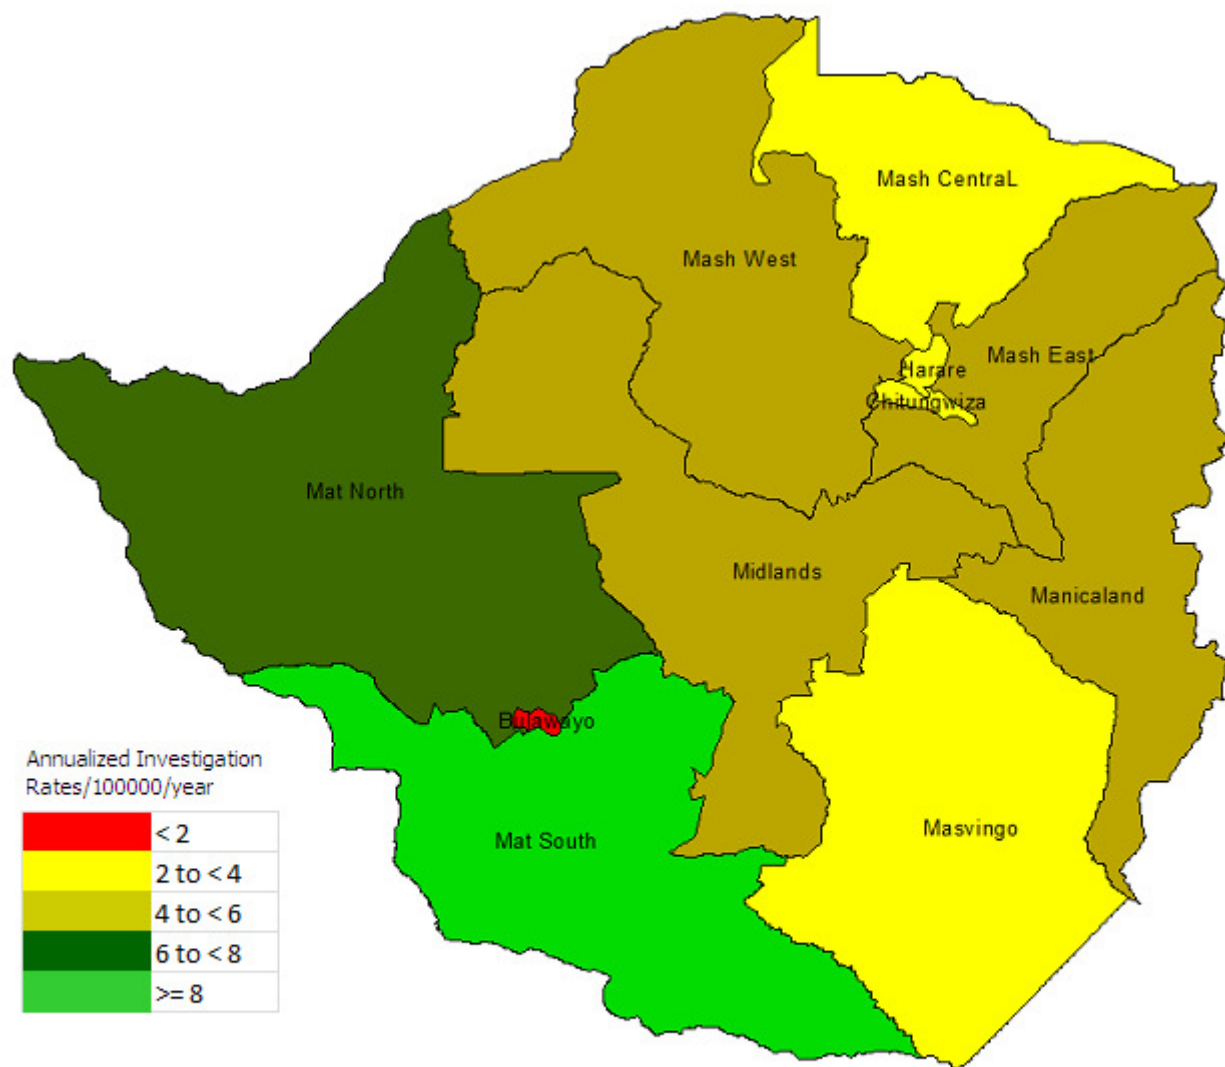 Mash CentraL
Mash West
Mash East
Harare
Chitungwiza
Mat North
Midlands
Manicaland
Bulawayo
Mat South
Masvingo
Annualized Investigation
Rates/100000/year
< 2
2 to < 4
4 to < 6
6 to < 8
>= 8